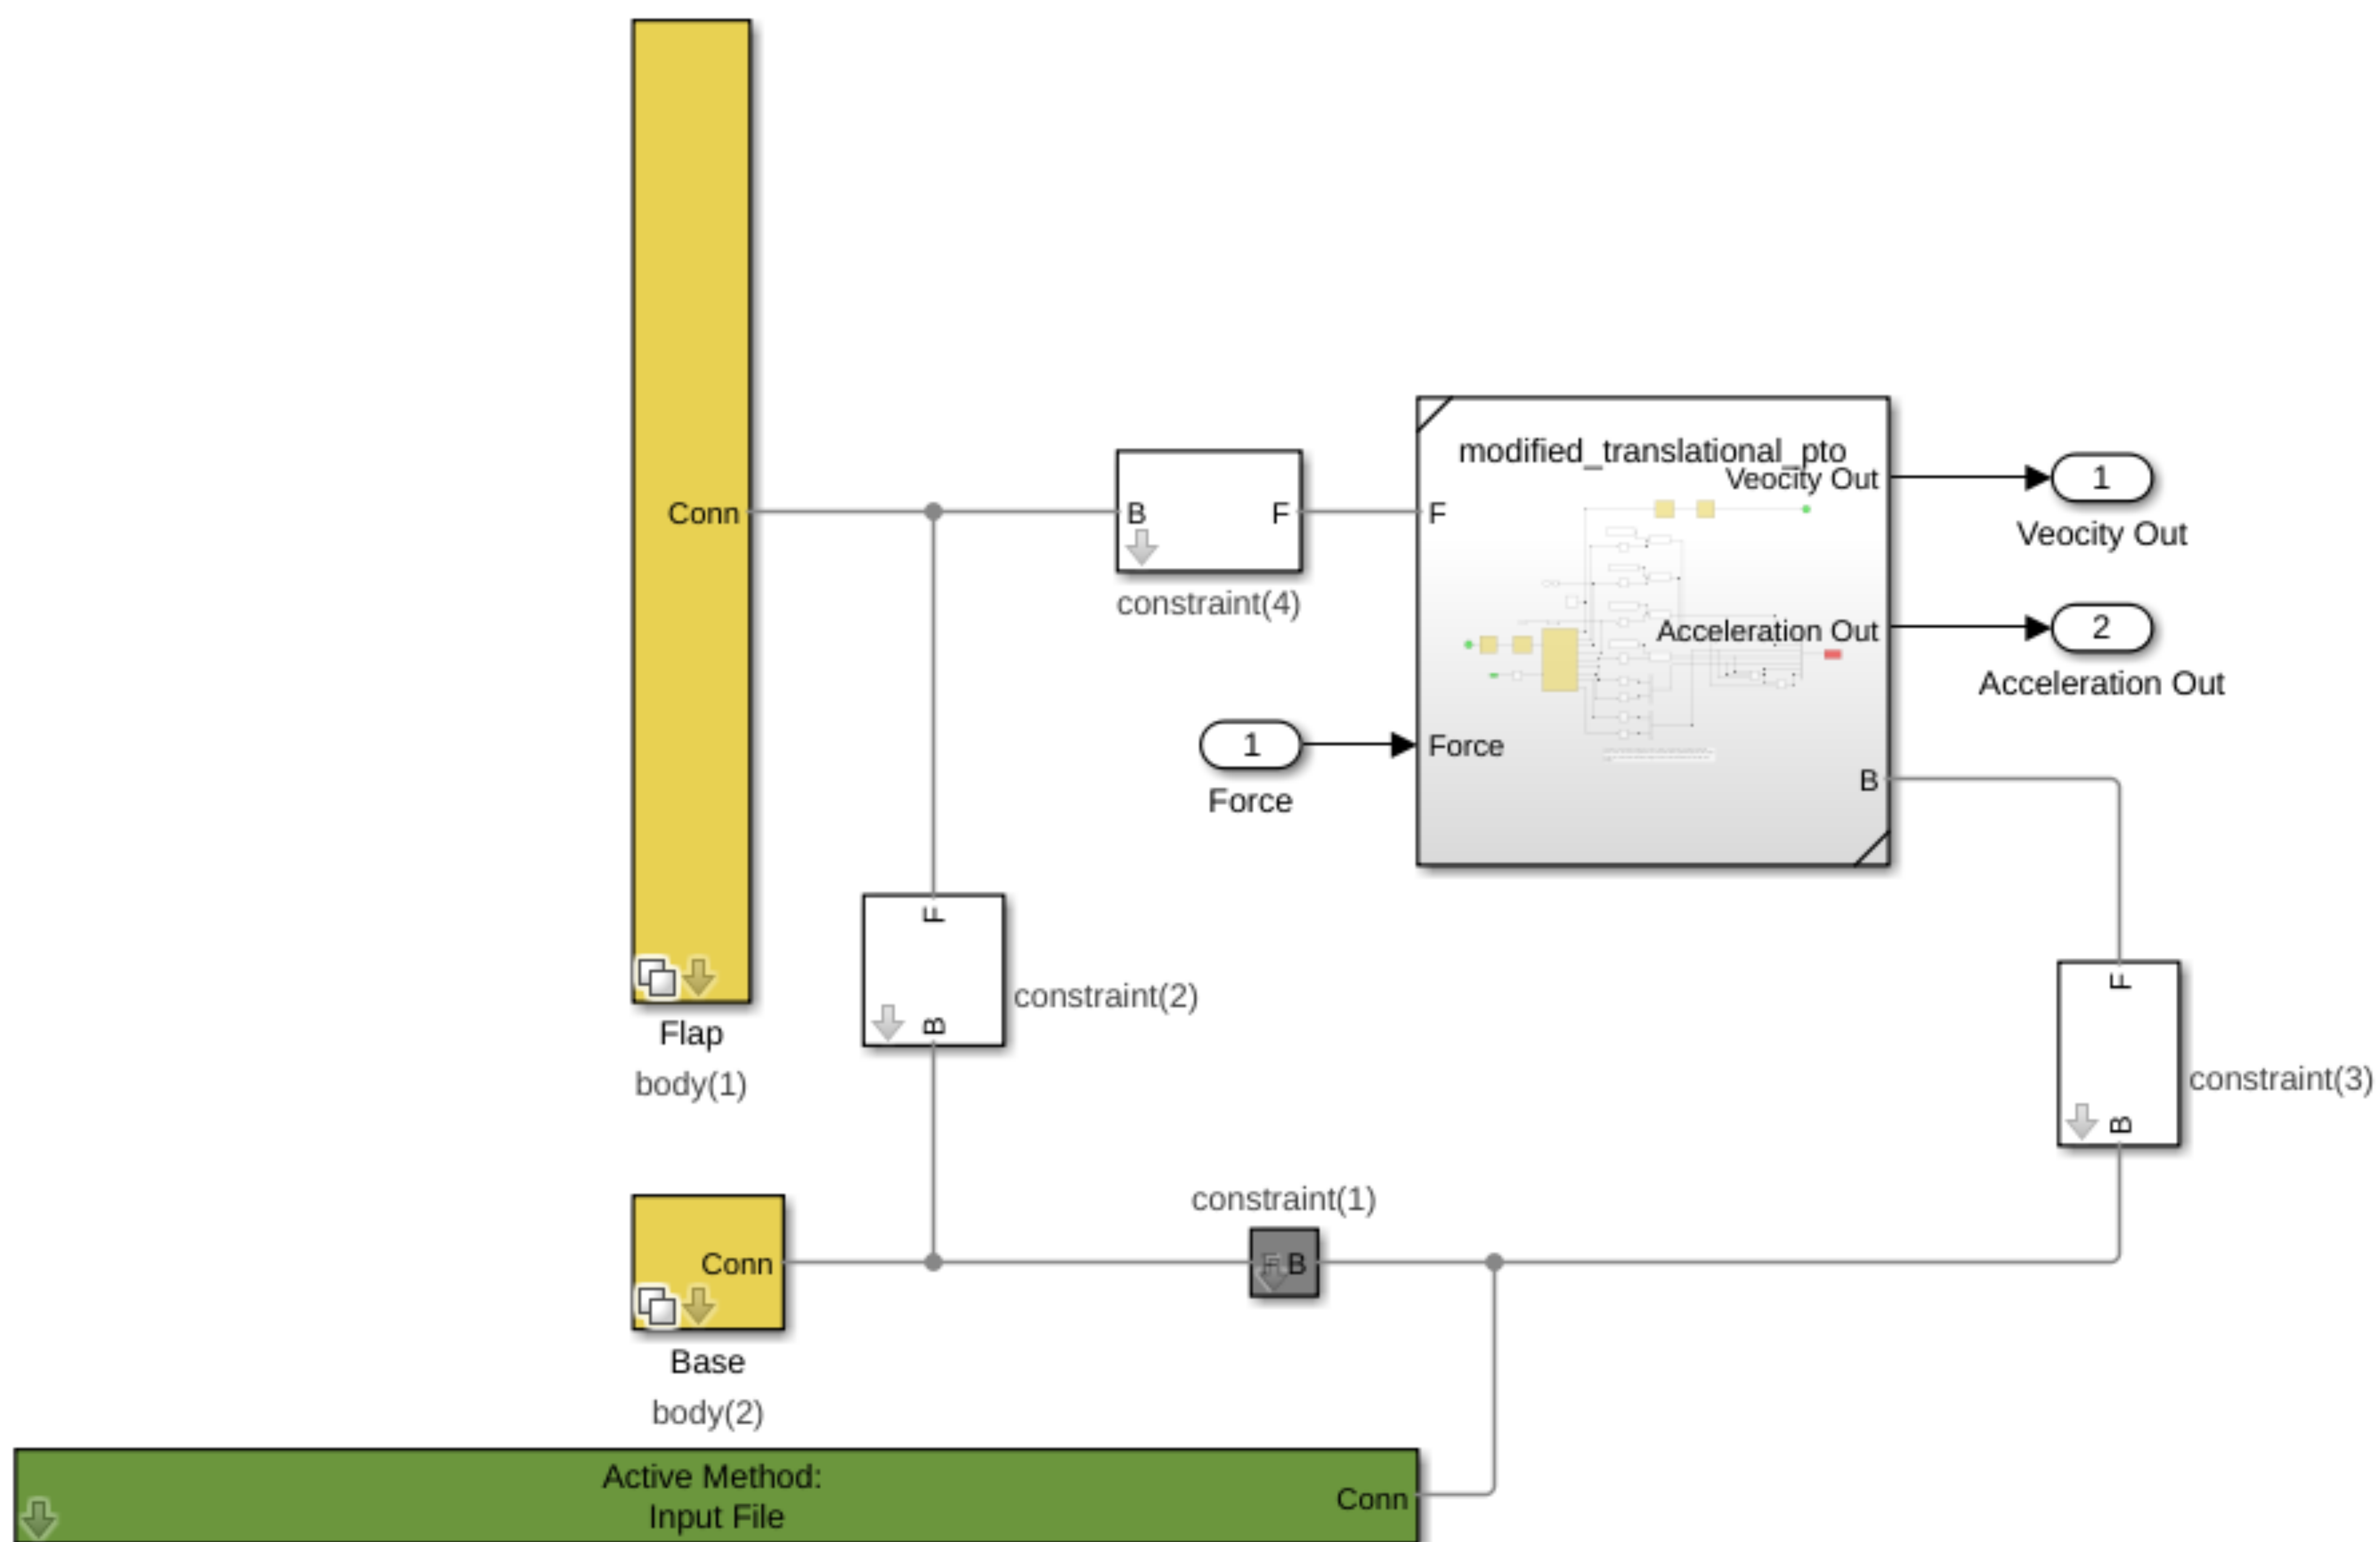 modified_translational_pto
Veocity Out
1
Veocity Out
Conn
B
F
F
constraint(4)
Acceleration Out
2
Acceleration Out
1
Force
Force
B
F
B
constraint(2)
Flap
body(1)
F
B
constraint(3)
constraint(1)
Conn
F B
Base
body(2)
Active Method:
Input File
Conn